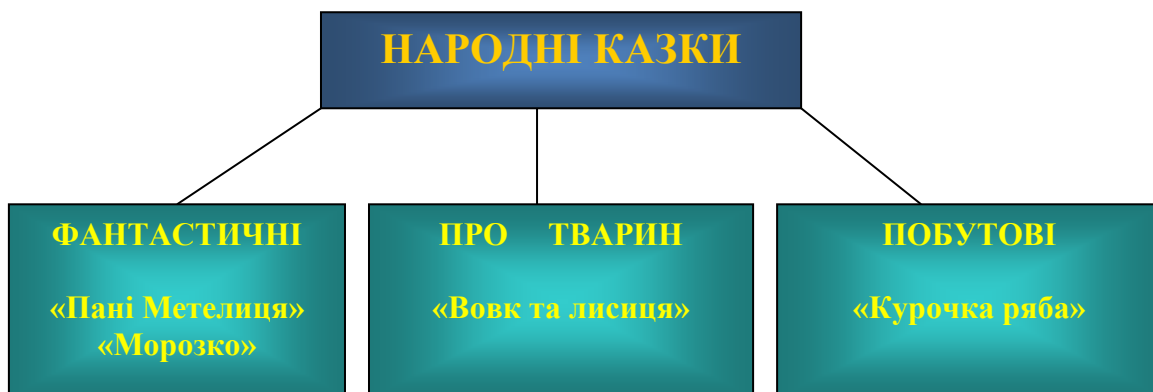 НАРОДНІ КАЗКИ
ФАНТАСТИЧНІ
«Пані Метелиця»
«Морозко»
ПРО ТВАРИН
«Вовк та лисиця»
ПОБУТОВІ
«Курочка ряба»